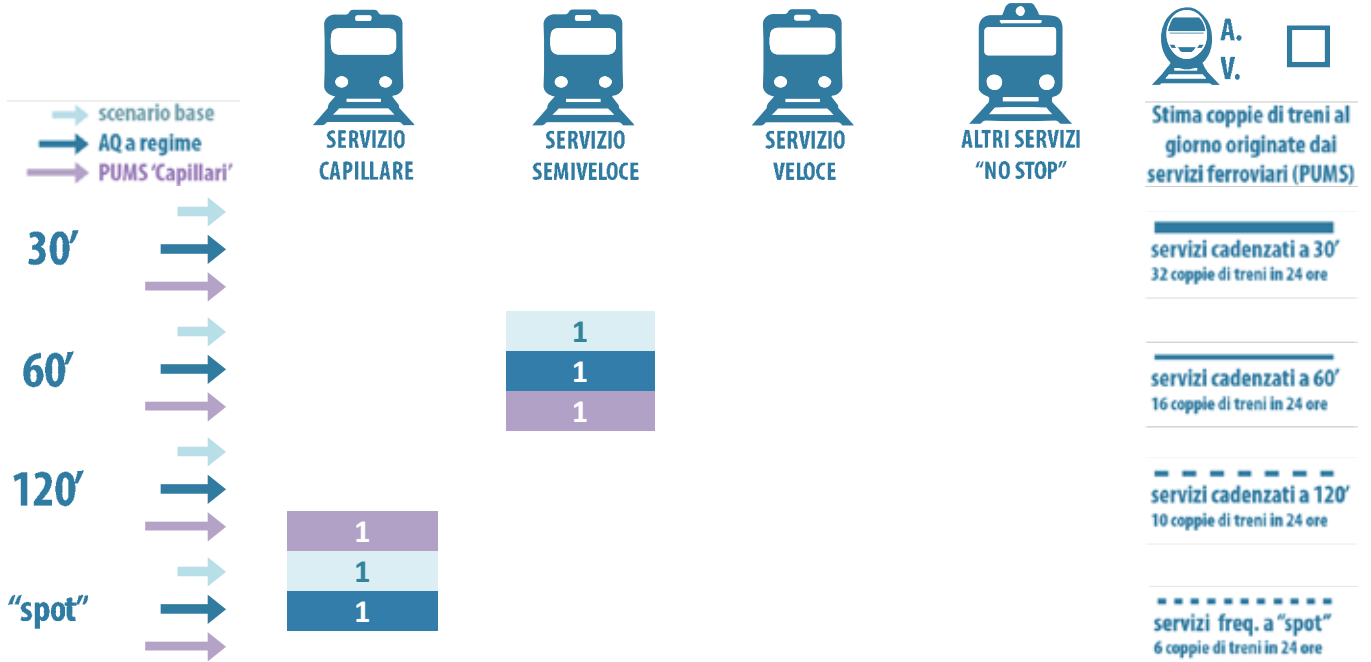 scenario base
AQ a regime
PUMS ‘Capillari’
SERVIZIO
CAPILLARE
SERVIZIO
SEMIVELOCE
SERVIZIO
VELOCE
ALTRI SERVIZI
“NO STOP”
A.
V.
Stima coppie di treni al
giorno originate dai
servizi ferroviari (PUMS)
30’
servizi cadenzati a 30’
32 coppie di treni in 24 ore
60’
1
1
1
servizi cadenzati a 60’
16 coppie di treni in 24 ore
120’
1
servizi cadenzati a 120’
10 coppie di treni in 24 ore
“spot”
1
1
servizi freq. a “spot”
6 coppie di treni in 24 ore